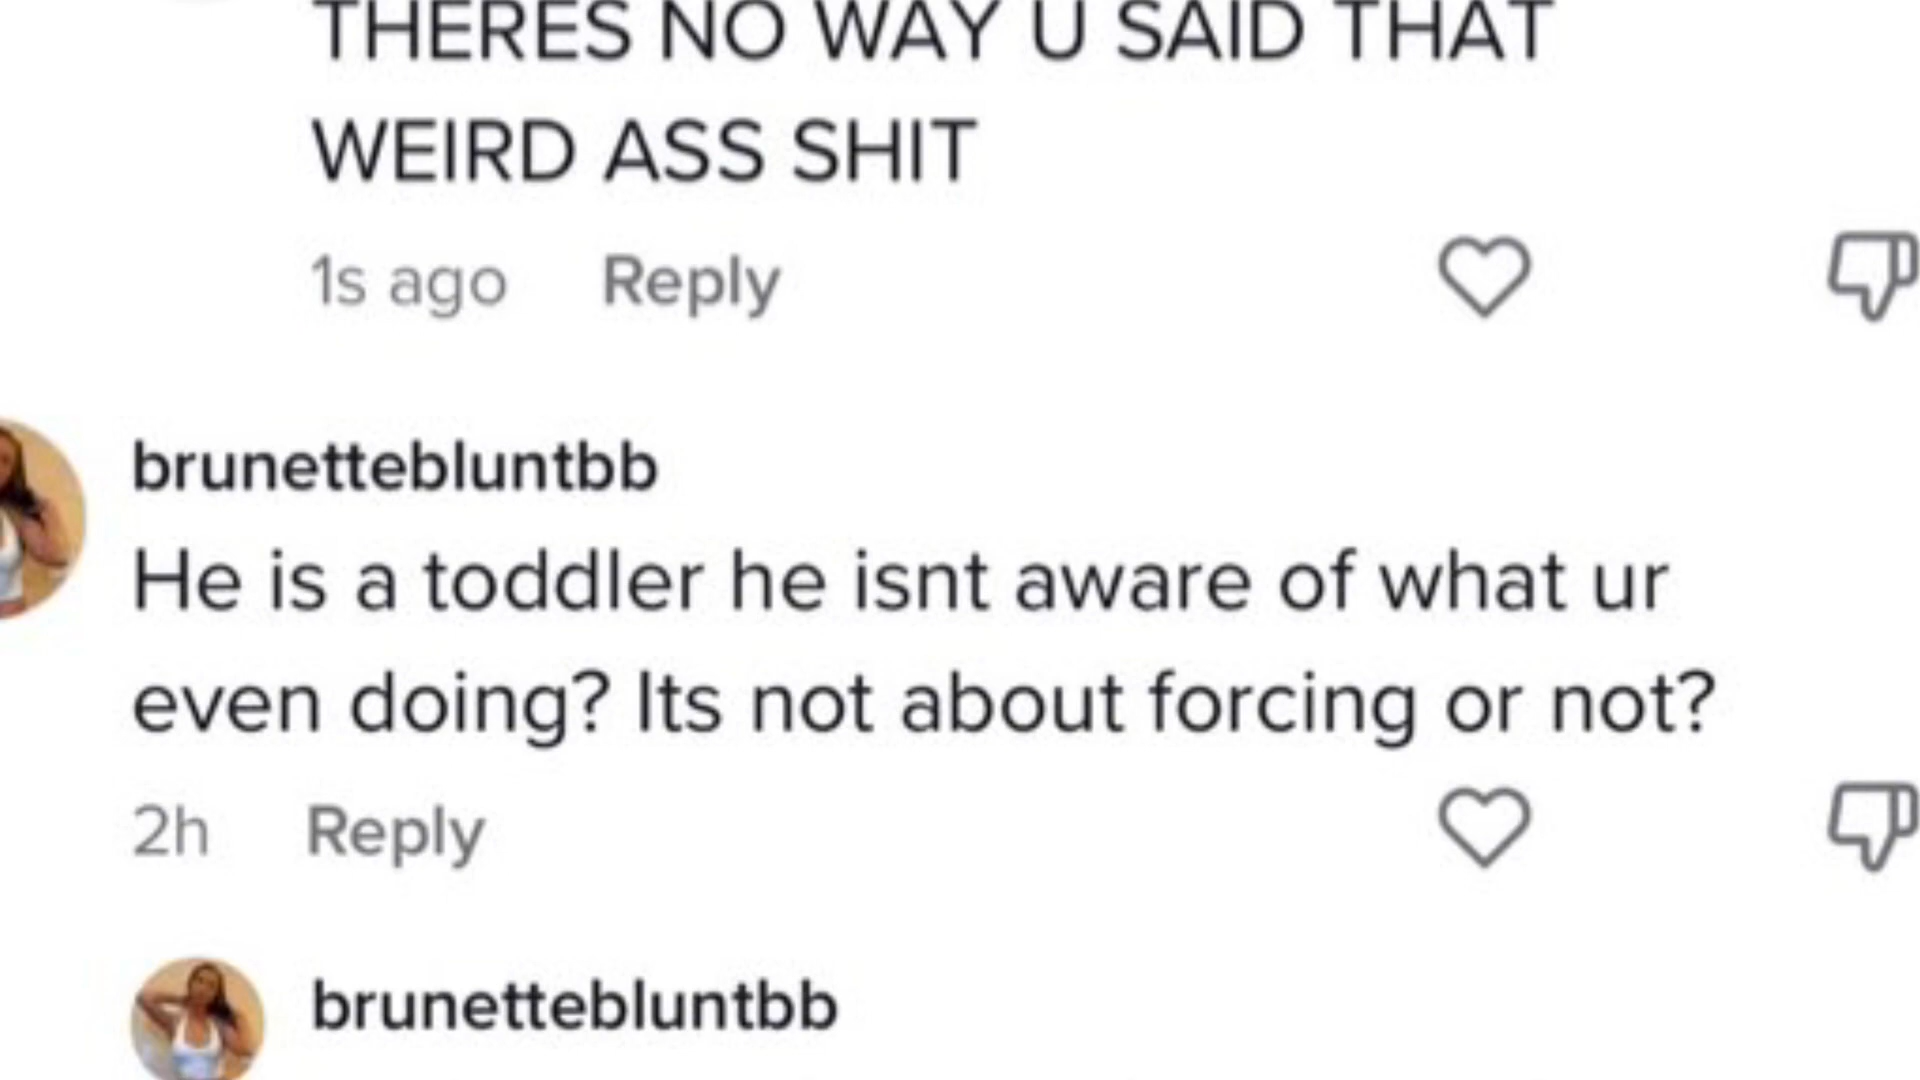 THERES NO WAY U SAID THAT
WEIRD ASS SHIT
1s ago Reply
brunettebluntbb
He is a toddler he isnt aware of what ur
even doing? Its not about forcing or not?
2h Reply
brunettebluntbb